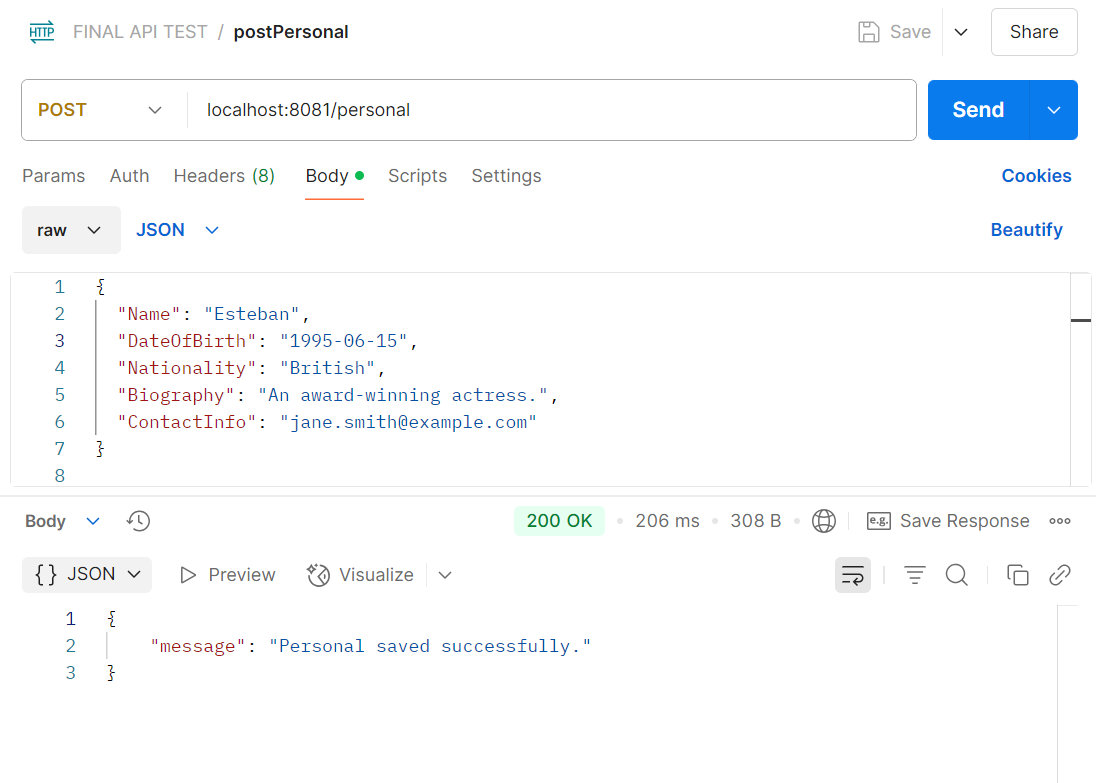 HTTP FINAL API TEST / postPersonal Save Share
POST localhost:8081/personal Send
Params Auth Headers (8) Body Scripts Settings Cookies
raw JSON Beautify
1 {
2 "Name": "Esteban",
3 "DateOfBirth": "1995-06-15",
4 "Nationality": "British",
5 "Biography": "An award-winning actress.",
6 "ContactInfo": "jane.smith@example.com"
7 }
8
Body 200 OK • 206 ms • 308 B • e.g. Save Response
{} JSON Preview Visualize
1 {
2 "message": "Personal saved successfully."
3 }